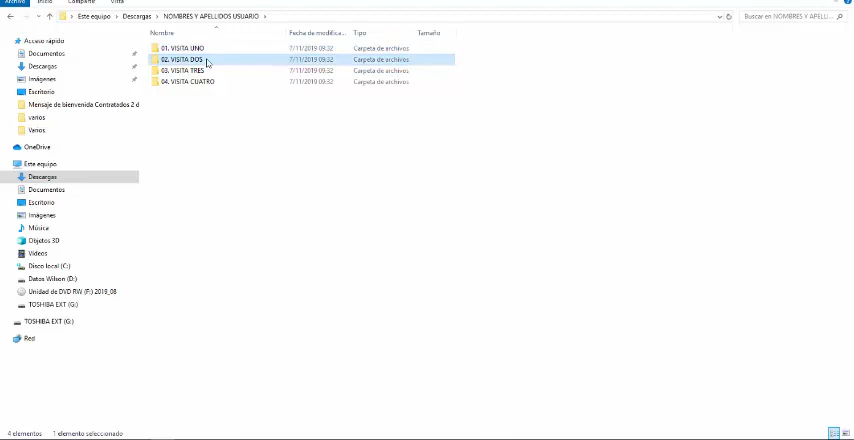 Archivo Inicio Compartir Vista
Este equipo > Descargas > NOMBRES Y APELLIDOS USUARIO >
Buscar en NOMBRES Y APELLI...
Nombre Fecha de modifica... Tipo Tamaño
01. VISITA UNO 7/11/2019 09:32 Carpeta de archivos
02. VISITA DOS 7/11/2019 09:32 Carpeta de archivos
03. VISITA TRES 7/11/2019 09:32 Carpeta de archivos
04. VISITA CUATRO 7/11/2019 09:32 Carpeta de archivos
Acceso rápido
Documentos
Descargas
Imágenes
Escritorio
Mensaje de bienvenida Contratados 2 d
varios
Varios
OneDrive
Este equipo
Descargas
Documentos
Escritorio
Imágenes
Música
Objetos 3D
Vídeos
Disco local (C:)
Datos Wilson (D:)
Unidad de DVD RW (F:) 2019_08
TOSHIBA EXT (G:)
TOSHIBA EXT (G:)
Red
4 elementos 1 elemento seleccionado